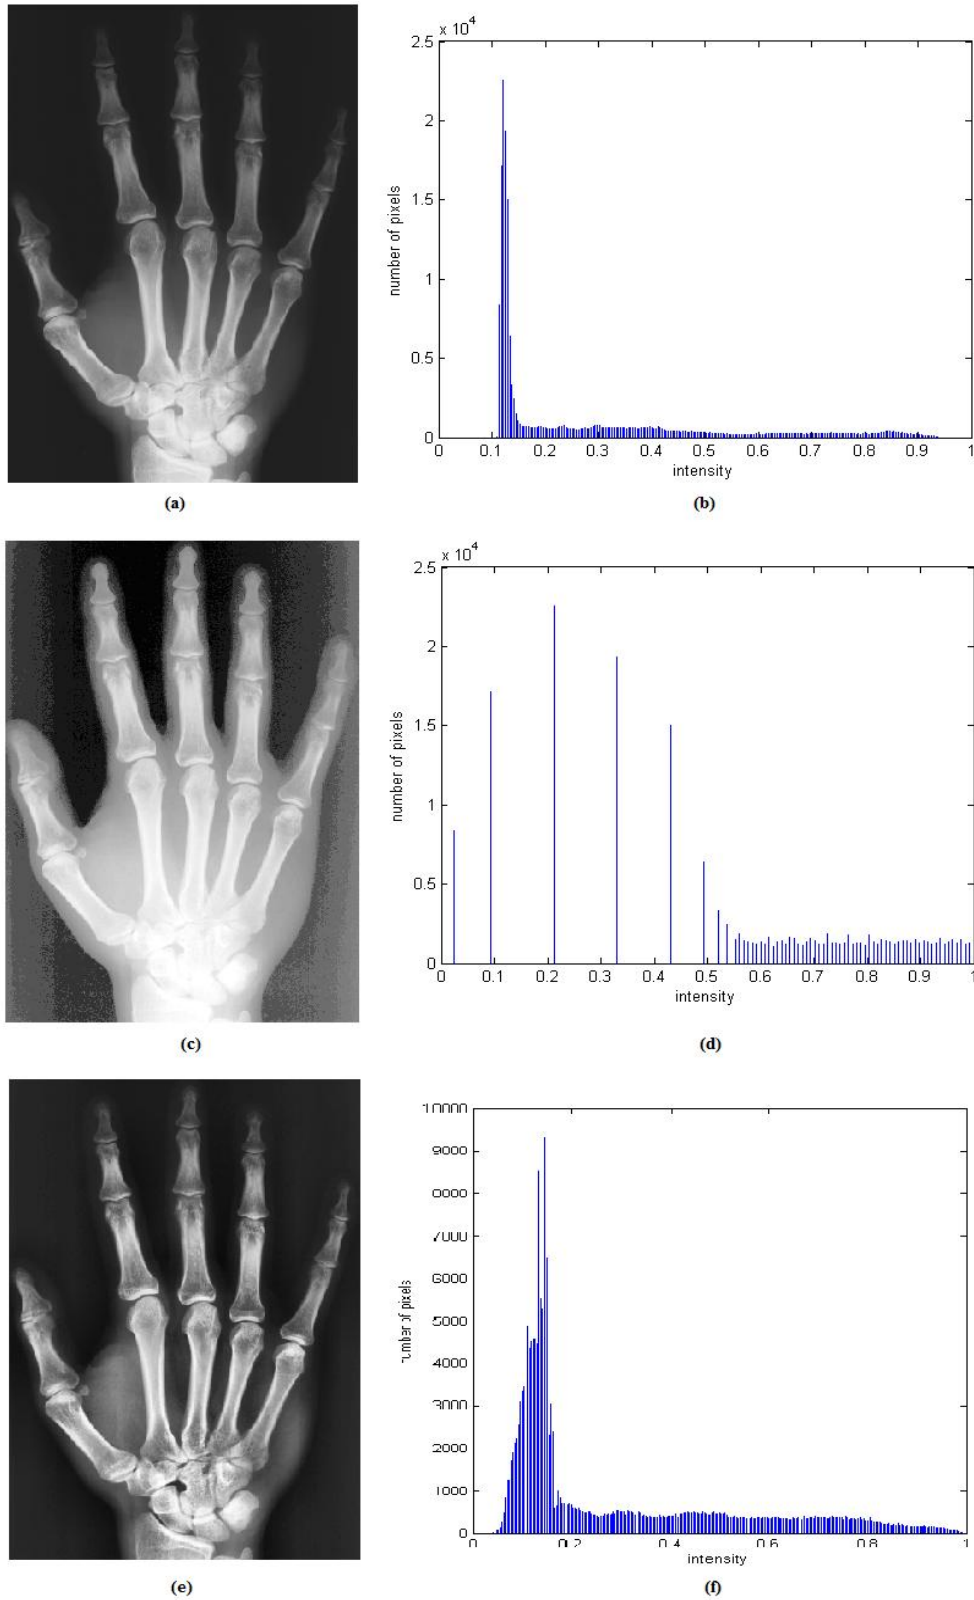 x 10⁴
2.5
2
1.5
1
0.5
0
number of pixels
0 0.1 0.2 0.3 0.4 0.5 0.6 0.7 0.8 0.9 1
intensity
(a) (b)
x 10⁴
2.5
2
1.5
1
0.5
0
number of pixels
0 0.1 0.2 0.3 0.4 0.5 0.6 0.7 0.8 0.9 1
intensity
(c) (d)
10000
9000
8000
7000
6000
5000
4000
3000
2000
1000
0
number of pixels
0 0.2 0.4 0.6 0.8 1
intensity
(e) (f)